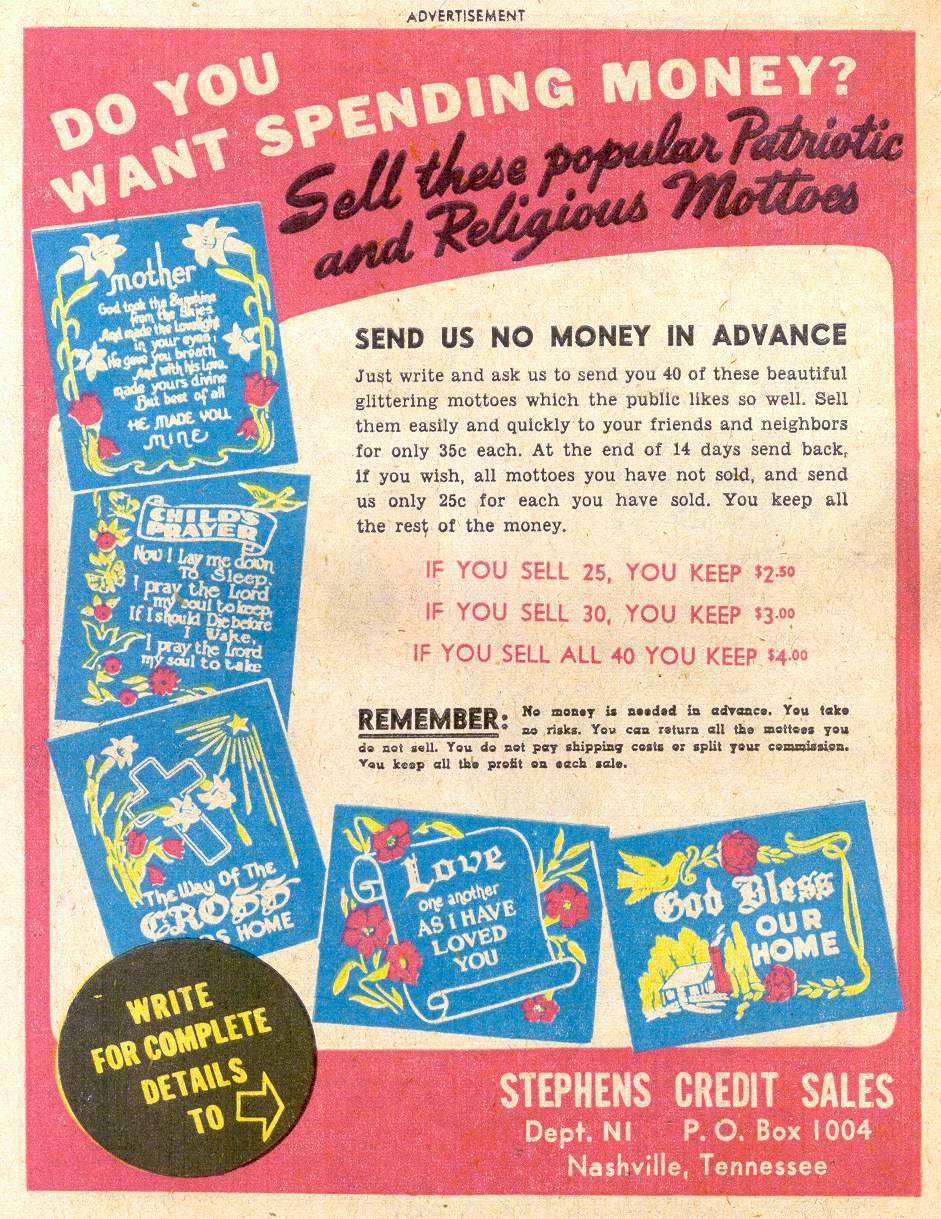 ADVERTISEMENT
DO YOU
WANT SPENDING MONEY?
Sell these popular Patriotic
and Religious Mottoes
mother
God took the Sunshine
from the Skies
And made the Lovelight
in your eyes;
He gave you breath
And with his Love
made yours divine
But best of all
HE MADE YOU
MINE
CHILD'S
PRAYER
Now I Lay me down
To Sleep.
I pray the Lord
my soul to keep,
If I should Die before
I Wake,
I pray the Lord
my soul to take
The Way Of The
CROSS
HOME
SEND US NO MONEY IN ADVANCE
Just write and ask us to send you 40 of these beautiful
glittering mottoes which the public likes so well. Sell
them easily and quickly to your friends and neighbors
for only 35c each. At the end of 14 days send back,
if you wish, all mottoes you have not sold, and send
us only 25c for each you have sold. You keep all
the rest of the money.
IF YOU SELL 25, YOU KEEP $2.50
IF YOU SELL 30, YOU KEEP $3.00
IF YOU SELL ALL 40 YOU KEEP $4.00
REMEMBER: No money is needed in advance. You take
no risks. You can return all the mottoes you
do not sell. You do not pay shipping costs or split your commission.
You keep all the profit on each sale.
Love
one another
AS I HAVE
LOVED
YOU
God Bless
OUR
HOME
WRITE
FOR COMPLETE
DETAILS
TO
STEPHENS CREDIT SALES
Dept. N1 P. O. Box 1004
Nashville, Tennessee